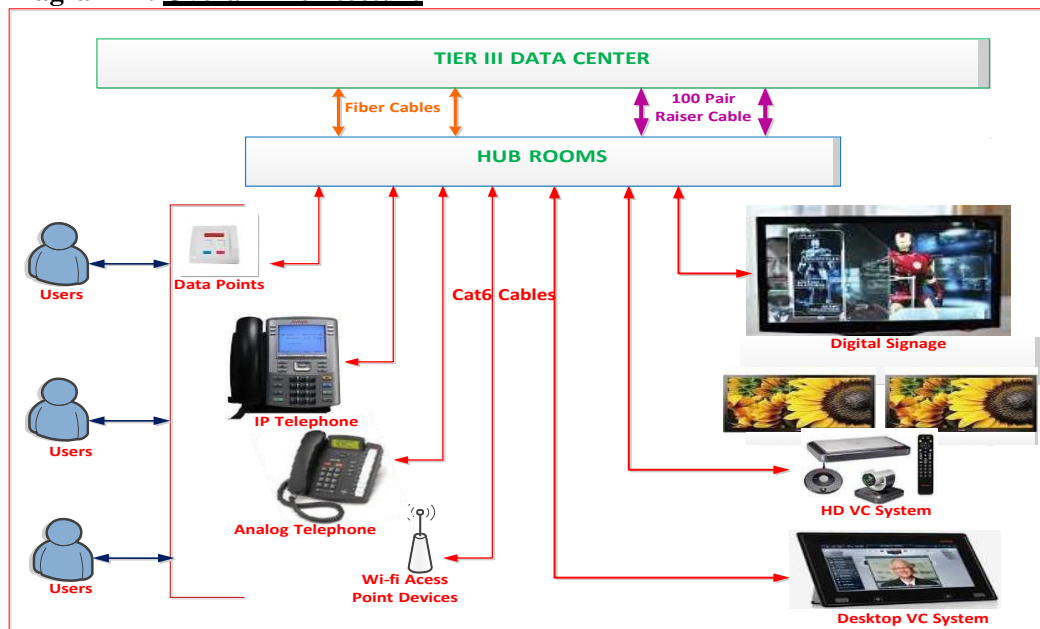 TIER III DATA CENTER
Fiber Cables
100 Pair
Raiser Cable
HUB ROOMS
Users
Data Points
Cat6 Cables
Digital Signage
IP Telephone
Users
Analog Telephone
HD VC System
Users
Wi-fi Acess
Point Devices
Desktop VC System